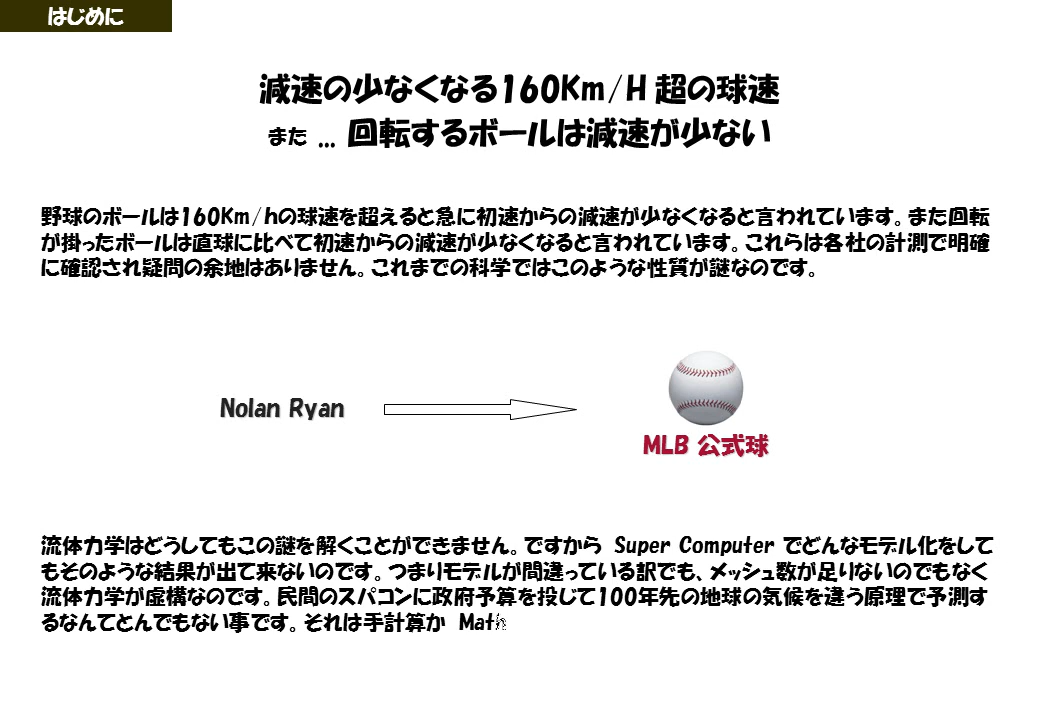 はじめに
減速の少なくなる160Km/H 超の球速
また ... 回転するボールは減速が少ない
野球のボールは160Km/hの球速を超えると急に初速からの減速が少なくなると言われています。また回転
が掛ったボールは直球に比べて初速からの減速が少なくなると言われています。これらは各社の計測で明確
に確認され疑問の余地はありません。これまでの科学ではこのような性質が謎なのです。
Nolan Ryan
MLB 公式球
流体力学はどうしてもこの謎を解くことができません。ですから Super Computer でどんなモデル化をして
もそのような結果が出て来ないのです。つまりモデルが間違っている訳でも、メッシュ数が足りないのでもなく
流体力学が虚構なのです。民間のスパコンに政府予算を投じて100年先の地球の気候を違う原理で予測す
るなんてとんでもない事です。それは手計算か Math